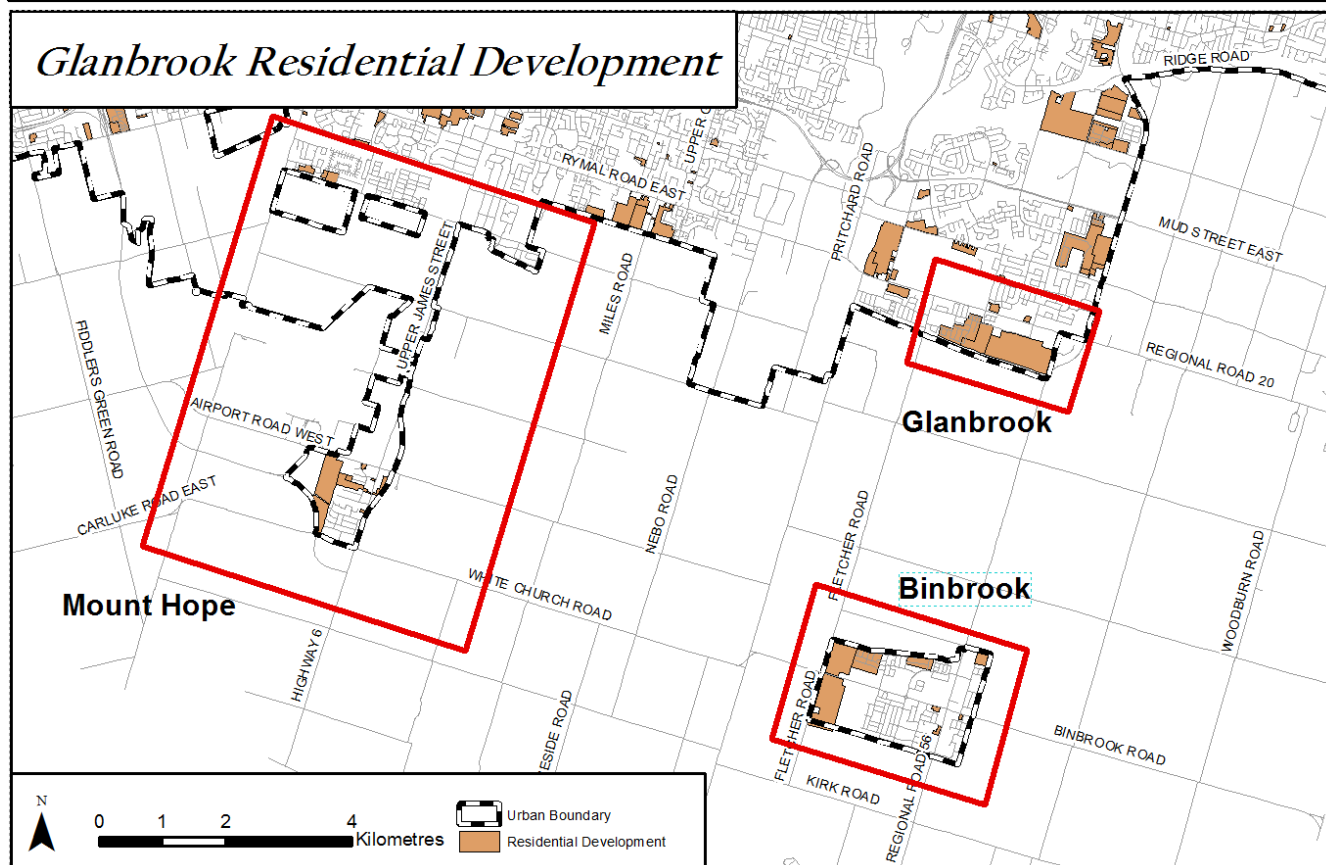 Glanbrook Residential Development
RIDGE ROAD
UPPER
RYMAL ROAD EAST
PRITCHARD ROAD
MUD STREET EAST
UPPER JAMES STREET
MILES ROAD
FIDDLERS GREEN ROAD
REGIONAL ROAD 20
AIRPORT ROAD WEST
Glanbrook
CARLUKE ROAD EAST
NEBO ROAD
FLETCHER ROAD
WOODBURN ROAD
Mount Hope
WHITE CHURCH ROAD
Binbrook
HIGHWAY 6
FLETCHER ROAD
ESIDE ROAD
REGIONAL ROAD 56
BINBROOK ROAD
KIRK ROAD
N
0 1 2 4
Kilometres
Urban Boundary
Residential Development